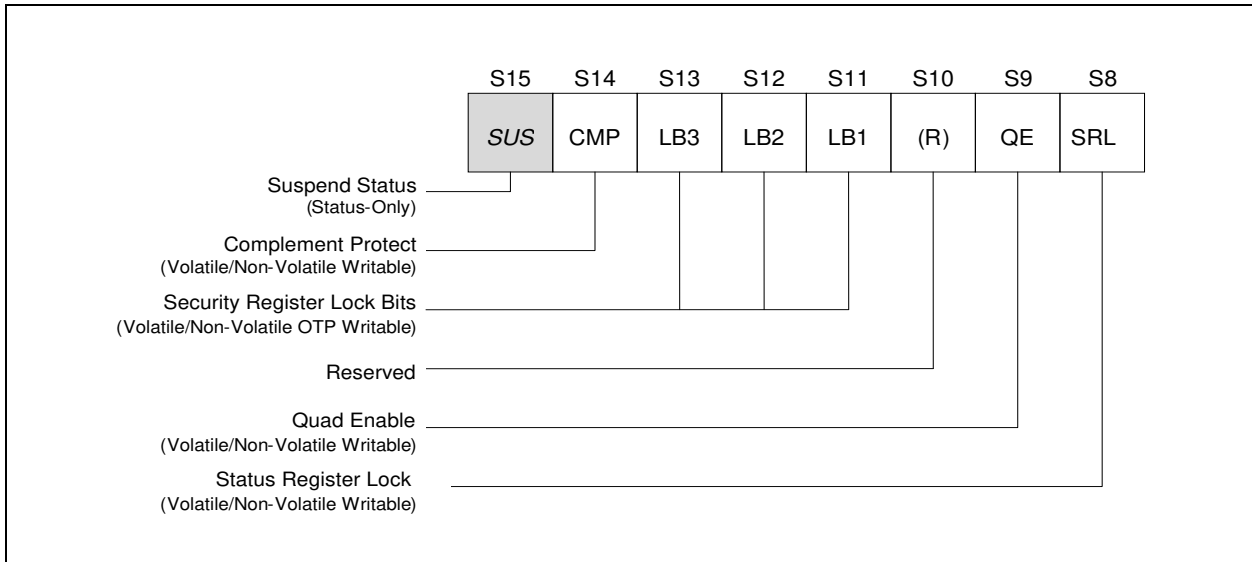 S15 S14 S13 S12 S11 S10 S9 S8
SUS CMP LB3 LB2 LB1 (R) QE SRL
Suspend Status
(Status-Only)
Complement Protect
(Volatile/Non-Volatile Writable)
Security Register Lock Bits
(Volatile/Non-Volatile OTP Writable)
Reserved
Quad Enable
(Volatile/Non-Volatile Writable)
Status Register Lock
(Volatile/Non-Volatile Writable)